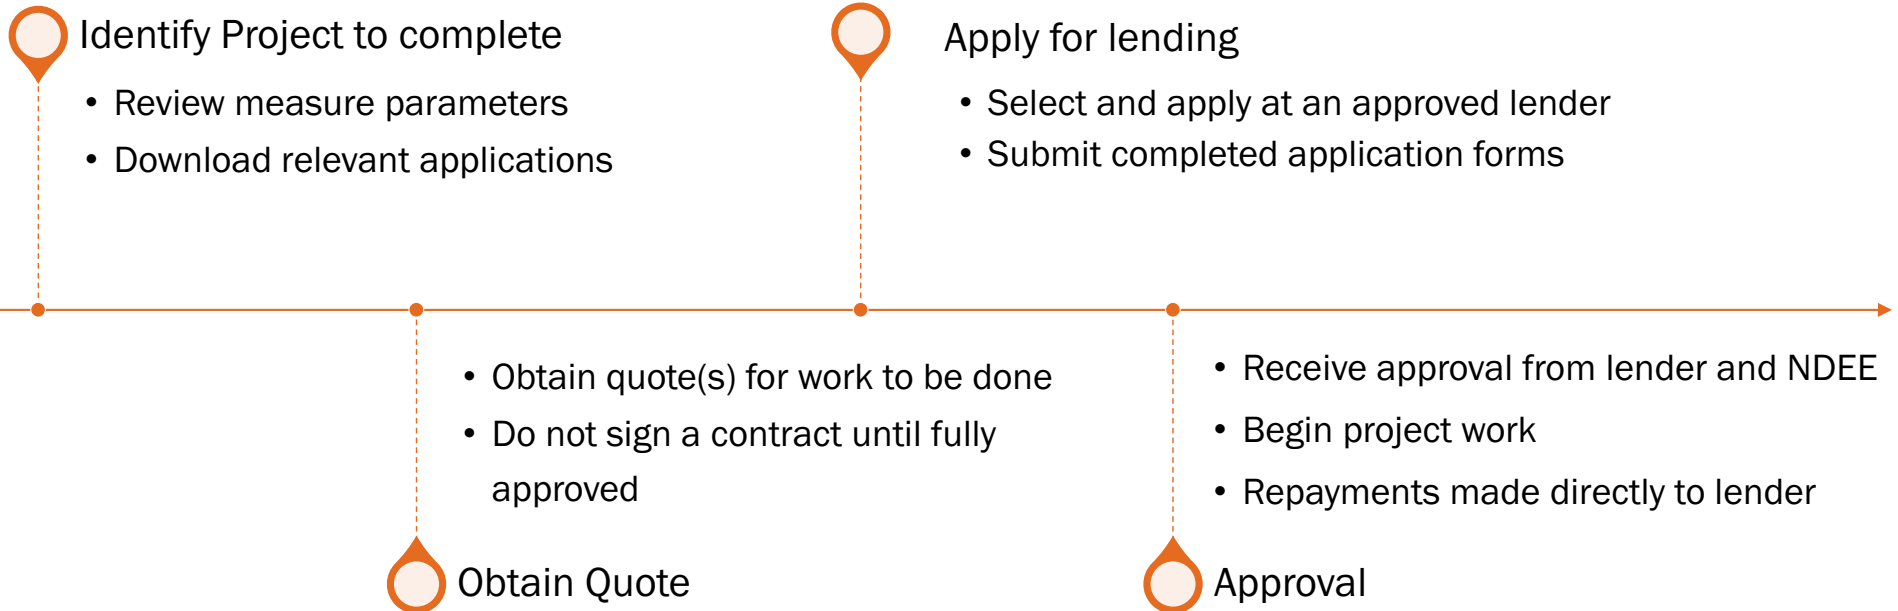 Identify Project to complete
• Review measure parameters
• Download relevant applications
Apply for lending
• Select and apply at an approved lender
• Submit completed application forms
• Obtain quote(s) for work to be done
• Do not sign a contract until fully
approved
Obtain Quote
• Receive approval from lender and NDEE
• Begin project work
• Repayments made directly to lender
Approval